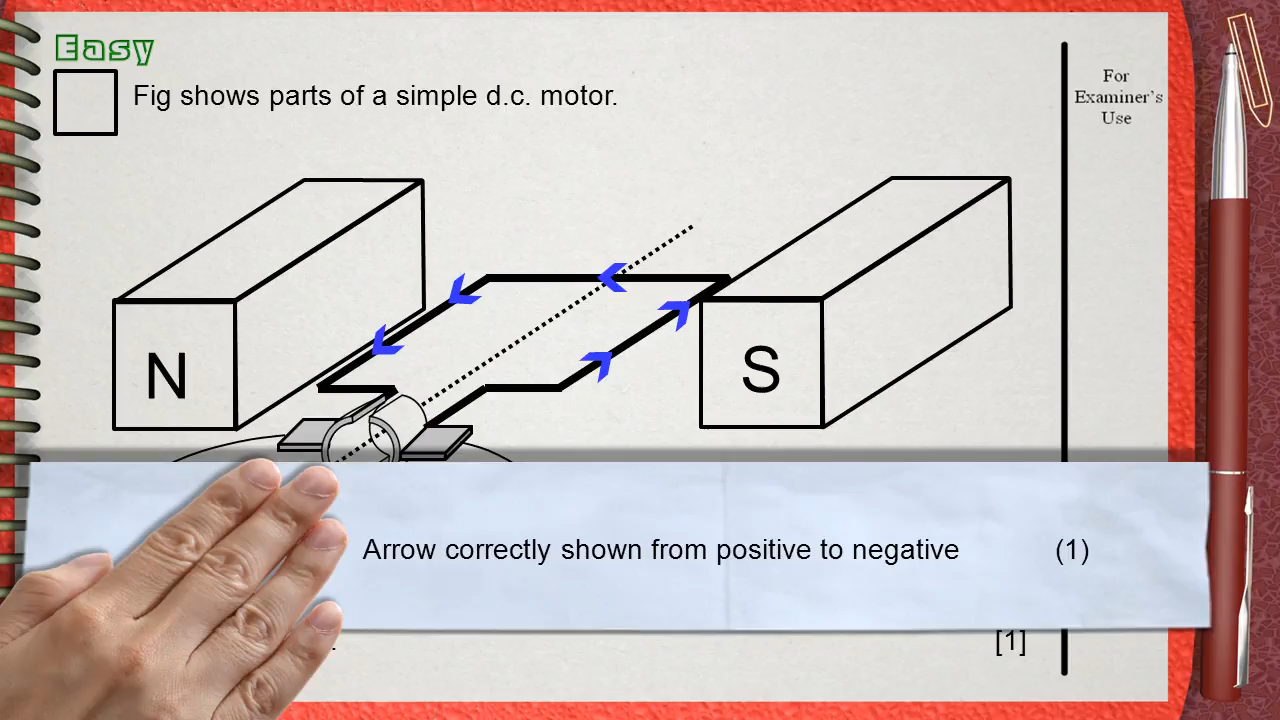 Easy
Fig shows parts of a simple d.c. motor.
For
Examiner's
Use
N
S
Arrow correctly shown from positive to negative (1)
[1]